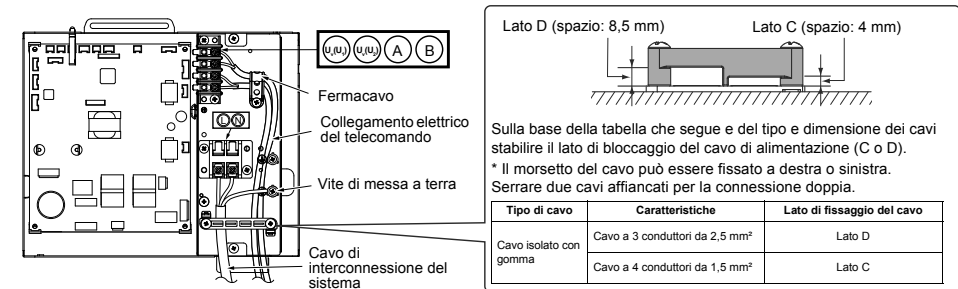 U₁(U₁) U₂(U₂) A B
Fermacavo
L N
Collegamento elettrico
del telecomando
Vite di messa a terra
Cavo di
interconnessione del
sistema
Lato D (spazio: 8,5 mm) Lato C (spazio: 4 mm)
Sulla base della tabella che segue e del tipo e dimensione dei cavi
stabilire il lato di bloccaggio del cavo di alimentazione (C o D).
* Il morsetto del cavo può essere fissato a destra o sinistra.
Serrare due cavi affiancati per la connessione doppia.
Tipo di cavo Caratteristiche Lato di fissaggio del cavo
Cavo isolato con
gomma
Cavo a 3 conduttori da 2,5 mm² Lato D
Cavo a 4 conduttori da 1,5 mm² Lato C